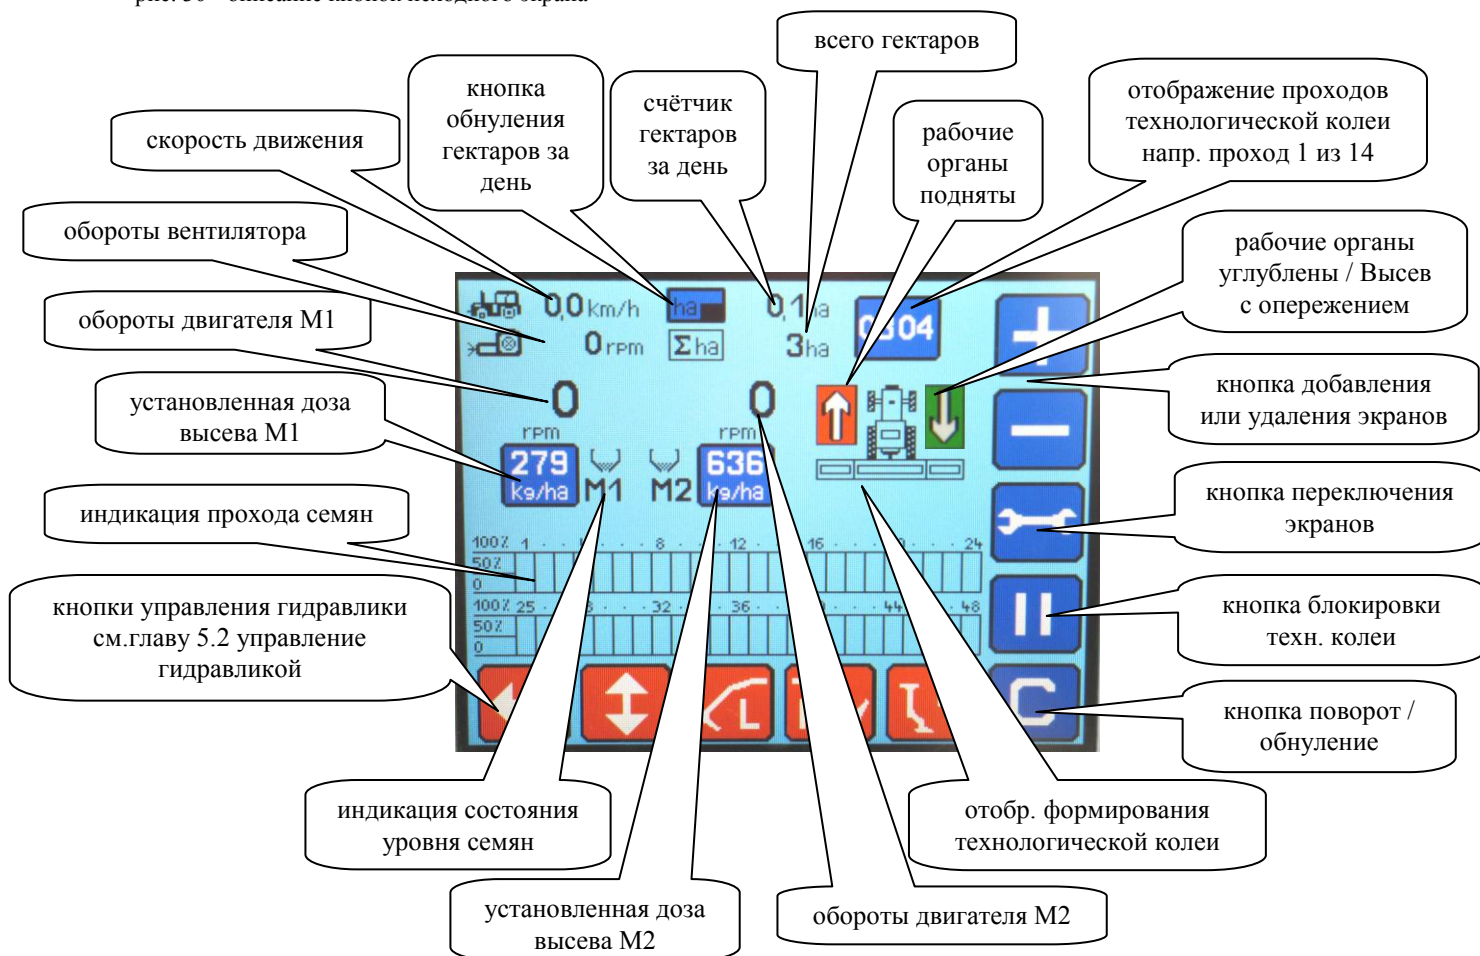 всего гектаров
кнопка
обнуления
гектаров за
день
счётчик
гектаров
за день
отображение проходов
технологической колеи
напр. проход 1 из 14
скорость движения
рабочие
органы
подняты
обороты вентилятора
рабочие органы
углублены / Высев
с опережением
обороты двигателя М1
установленная доза
высева М1
кнопка добавления
или удаления экранов
индикация прохода семян
кнопка переключения
экранов
кнопки управления гидравлики
см.главу 5.2 управление
гидравликой
кнопка блокировки
техн. колеи
кнопка поворот /
обнуление
индикация состояния
уровня семян
отобр. формирования
технологической колеи
установленная доза
высева М2
обороты двигателя М2
0,0 km/h ha 0,1 ha
0 rpm Σ ha 3 ha
04
0 0
rpm rpm
279 636
kg/ha M1 M2 kg/ha
100% 1 8 12 16 24
50%
0
100% 25 32 36 44 48
50%
0
L
C